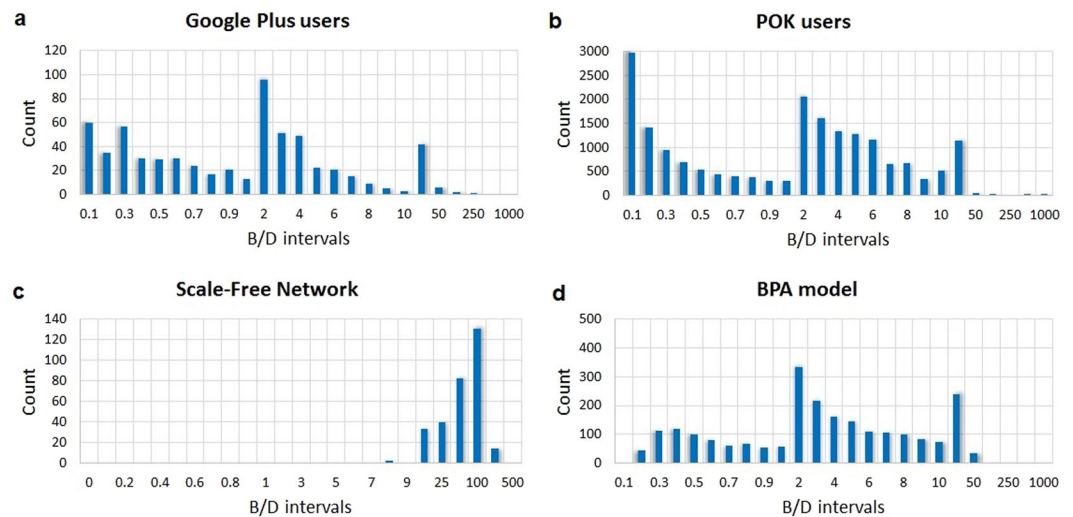 a
Google Plus users
120
100
80
60
40
20
0
Count
0.1 0.3 0.5 0.7 0.9 2 4 6 8 10 50 250 1000
B/D intervals
b
POK users
3000
2500
2000
1500
1000
500
0
Count
0.1 0.3 0.5 0.7 0.9 2 4 6 8 10 50 250 1000
B/D intervals
c
Scale-Free Network
140
120
100
80
60
40
20
0
Count
0 0.2 0.4 0.6 0.8 1 3 5 7 9 25 100 500
B/D intervals
d
BPA model
500
400
300
200
100
0
Count
0.1 0.3 0.5 0.7 0.9 2 4 6 8 10 50 250 1000
B/D intervals